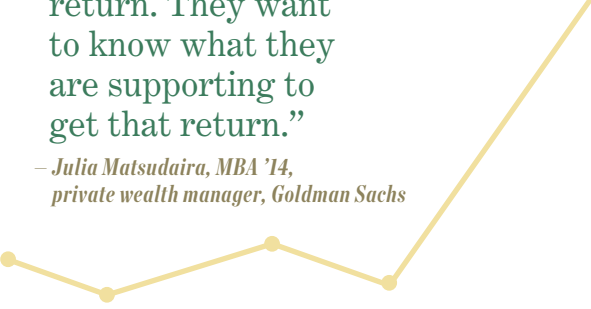 return. They want
to know what they
are supporting to
get that return.”
– Julia Matsudaira, MBA ’14,
private wealth manager, Goldman Sachs